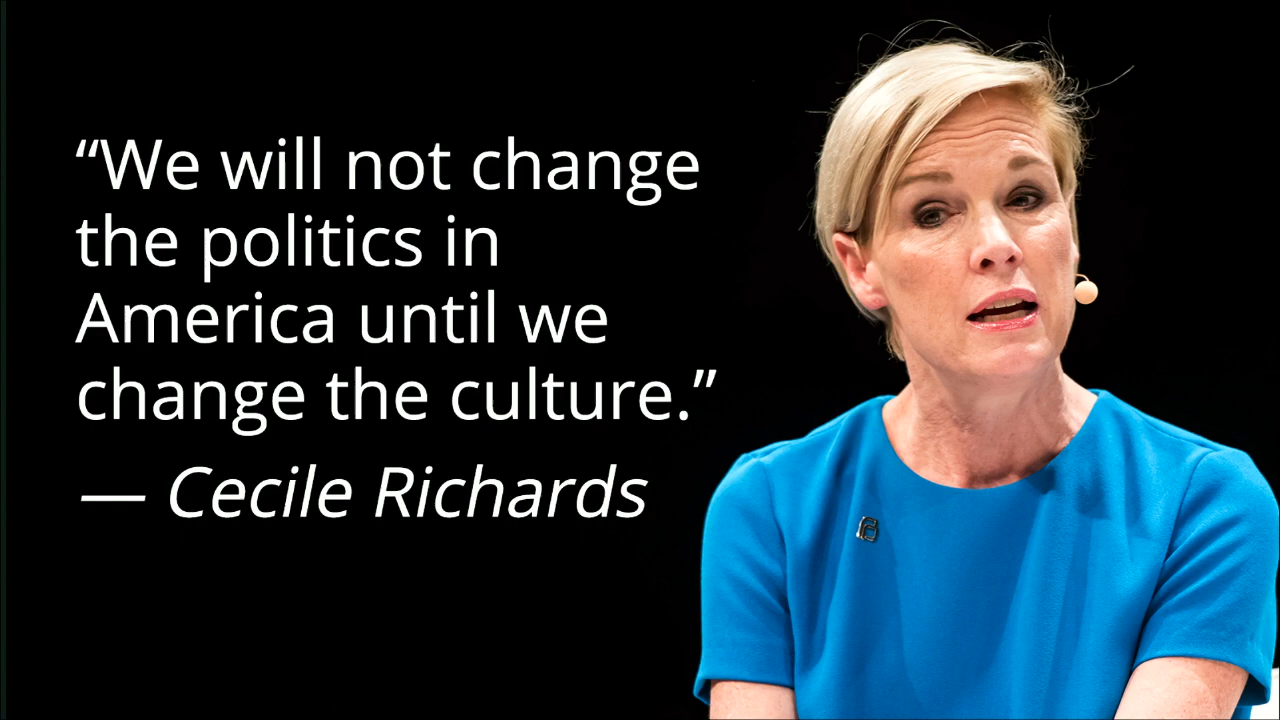 “We will not change
the politics in
America until we
change the culture.”
— Cecile Richards